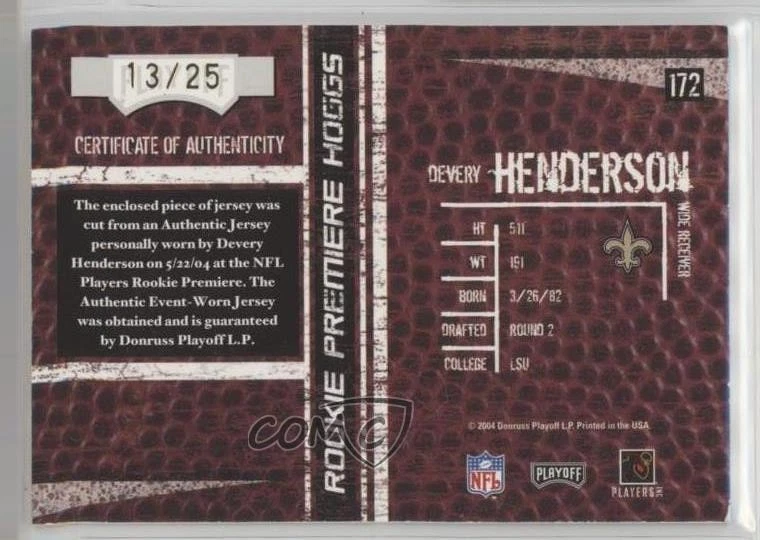 13/25
CERTIFICATE OF AUTHENTICITY
The enclosed piece of jersey was
cut from an Authentic Jersey
personally worn by Devery
Henderson on 5/22/04 at the NFL
Players Rookie Premiere. The
Authentic Event-Worn Jersey
was obtained and is guaranteed
by Donruss Playoff L.P.
ROOKIE PREMIERE HOGGS
172
DEVERY HENDERSON
WIDE RECEIVER
HT 511
WT 191
BORN 3/26/82
DRAFTED ROUND 2
COLLEGE LSU
© 2004 Donruss Playoff L.P. Printed in the USA
NFL
PLAYOFF
PLAYERS INC
COMC